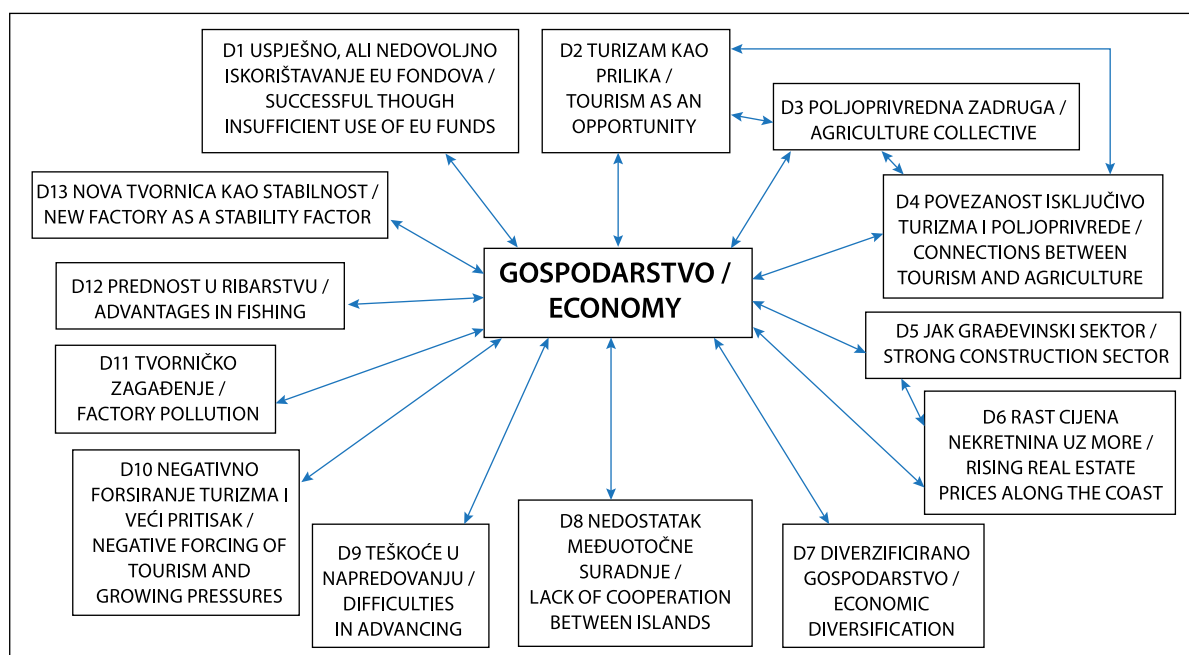 D1 USPJEŠNO, ALI NEDOVOLJNO
ISKORIŠTAVANJE EU FONDOVA /
SUCCESSFUL THOUGH
INSUFFICIENT USE OF EU FUNDS
D2 TURIZAM KAO
PRILIKA /
TOURISM AS AN
OPPORTUNITY
D3 POLJOPRIVREDNA ZADRUGA /
AGRICULTURE COLLECTIVE
D13 NOVA TVORNICA KAO STABILNOST /
NEW FACTORY AS A STABILITY FACTOR
D4 POVEZANOST ISKLJUČIVO
TURIZMA I POLJOPRIVREDE /
CONNECTIONS BETWEEN
TOURISM AND AGRICULTURE
GOSPODARSTVO /
ECONOMY
D12 PREDNOST U RIBARSTVU /
ADVANTAGES IN FISHING
D5 JAK GRAĐEVINSKI SEKTOR /
STRONG CONSTRUCTION SECTOR
D11 TVORNIČKO
ZAGAĐENJE /
FACTORY POLLUTION
D6 RAST CIJENA
NEKRETNINA UZ MORE /
RISING REAL ESTATE
PRICES ALONG THE COAST
D10 NEGATIVNO
FORSIRANJE TURIZMA I
VEĆI PRITISAK /
NEGATIVE FORCING OF
TOURISM AND
GROWING PRESSURES
D9 TEŠKOĆE U
NAPREDOVANJU /
DIFFICULTIES
IN ADVANCING
D8 NEDOSTATAK
MEĐUOTOČNE
SURADNJE /
LACK OF COOPERATION
BETWEEN ISLANDS
D7 DIVERZIFICIRANO
GOSPODARSTVO /
ECONOMIC
DIVERSIFICATION